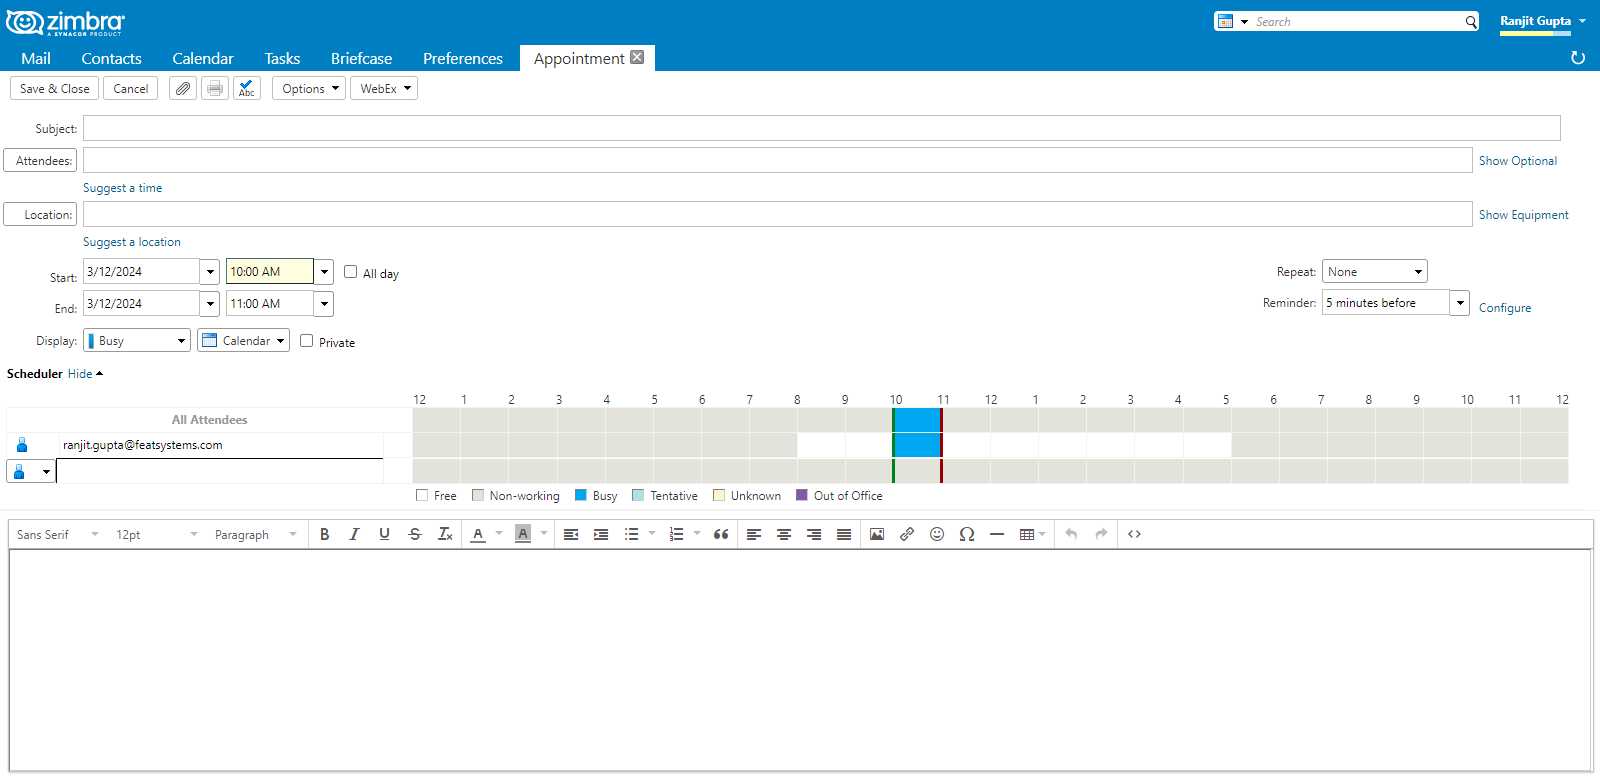 zimbra
A SYNACOR PRODUCT
Search
Ranjit Gupta
Mail Contacts Calendar Tasks Briefcase Preferences Appointment
Save & Close Cancel Abc Options WebEx
Subject:
Attendees: Show Optional
Suggest a time
Location: Show Equipment
Suggest a location
Start: 3/12/2024 10:00 AM All day Repeat: None
End: 3/12/2024 11:00 AM Reminder: 5 minutes before Configure
Display: Busy Calendar Private
Scheduler Hide
12 1 2 3 4 5 6 7 8 9 10 11 12 1 2 3 4 5 6 7 8 9 10 11 12
All Attendees
ranjit.gupta@featsystems.com
Free Non-working Busy Tentative Unknown Out of Office
Sans Serif 12pt Paragraph B I U S Tx A A Ω <>